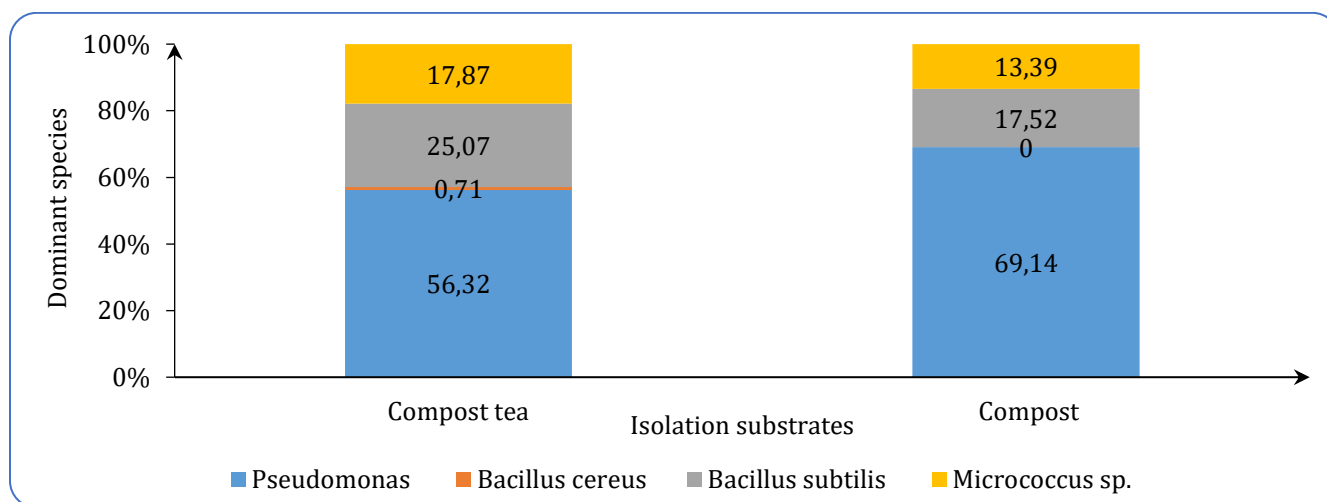 100%
80%
60%
40%
20%
0%
Dominant species
17,87
25,07
0,71
56,32
13,39
17,52
0
69,14
Compost tea
Compost
Isolation substrates
Pseudomonas
Bacillus cereus
Bacillus subtilis
Micrococcus sp.